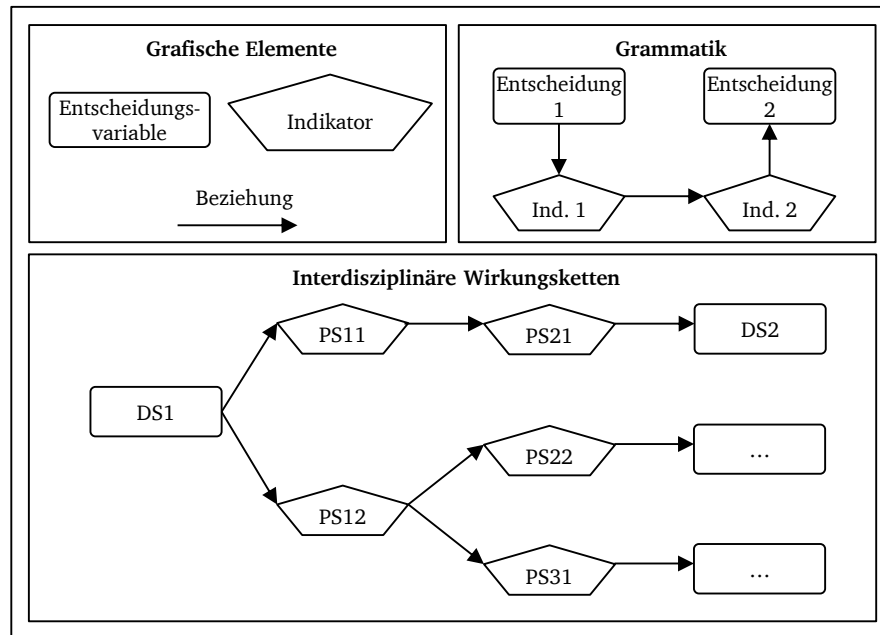 Grafische Elemente
Entscheidungs-
variable
Indikator
Beziehung
Grammatik
Entscheidung
1
Entscheidung
2
Ind. 1
Ind. 2
Interdisziplinäre Wirkungsketten
PS11
PS21
DS2
DS1
PS22
...
PS12
PS31
...